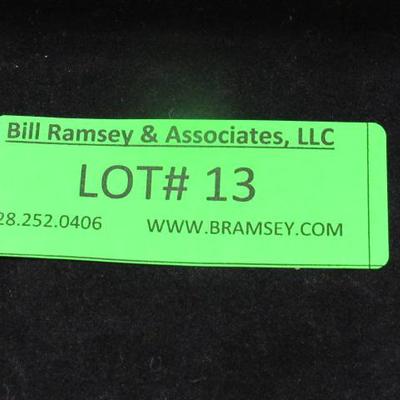 Bill Ramsey & Associates, LLC
LOT# 13
28.252.0406 WWW.BRAMSEY.COM